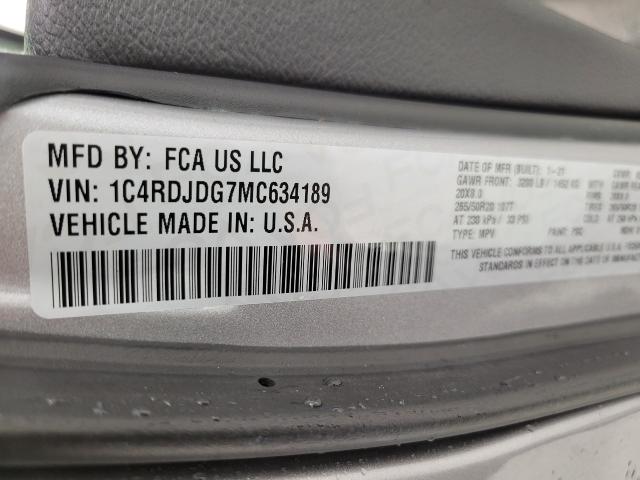 MFD BY: FCA US LLC
VIN: 1C4RDJDG7MC634189
VEHICLE MADE IN: U.S.A.
DATE OF MFR (BUILT): 1-21
GAWR FRONT: 3200 LB / 1452 KG
20X8.0
265/50R20 107T
AT 230 kPa / 33 PSI
TYPE: MPV PAINT:
THIS VEHICLE CONFORMS TO ALL APPLICABLE U.S.A.
STANDARDS IN EFFECT ON THE DATE OF MANUFACTURE